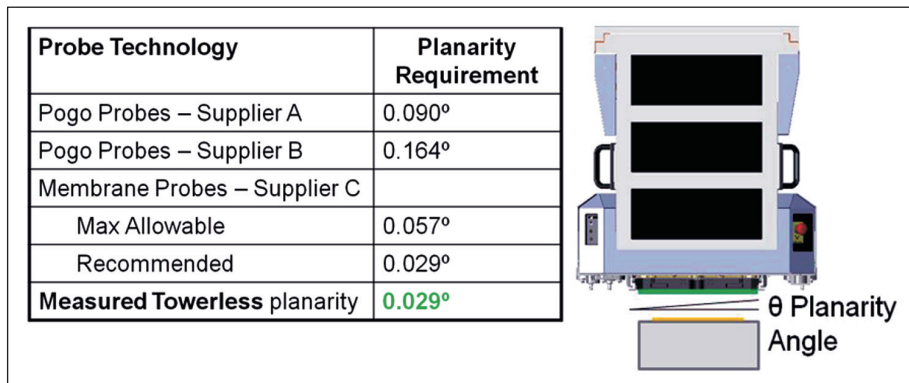 Probe Technology
Planarity
Requirement
Pogo Probes – Supplier A
0.090º
Pogo Probes – Supplier B
0.164º
Membrane Probes – Supplier C
Max Allowable
0.057º
Recommended
0.029º
Measured Towerless planarity
0.029º
θ Planarity
Angle